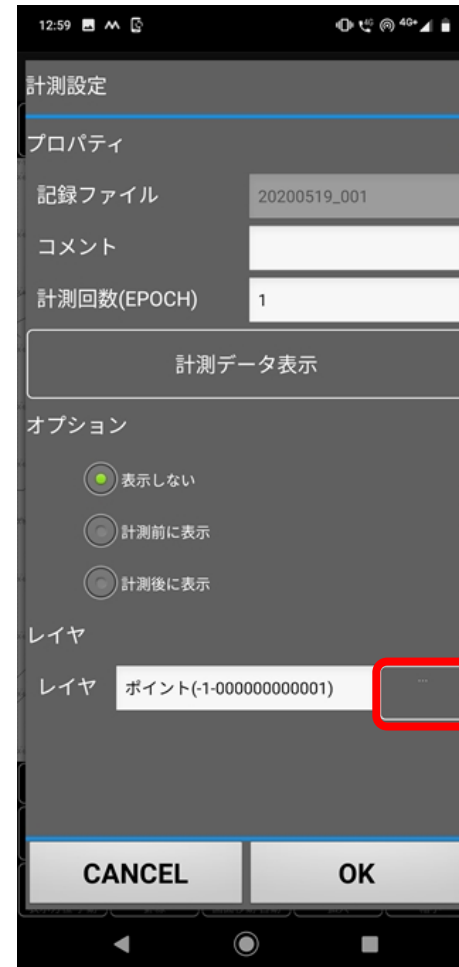 12:59 4G 4G+
計測設定
プロパティ
記録ファイル 20200519_001
コメント
計測回数(EPOCH) 1
計測データ表示
オプション
表示しない
計測前に表示
計測後に表示
レイヤ
レイヤ ポイント(-1-000000000001) ...
CANCEL OK